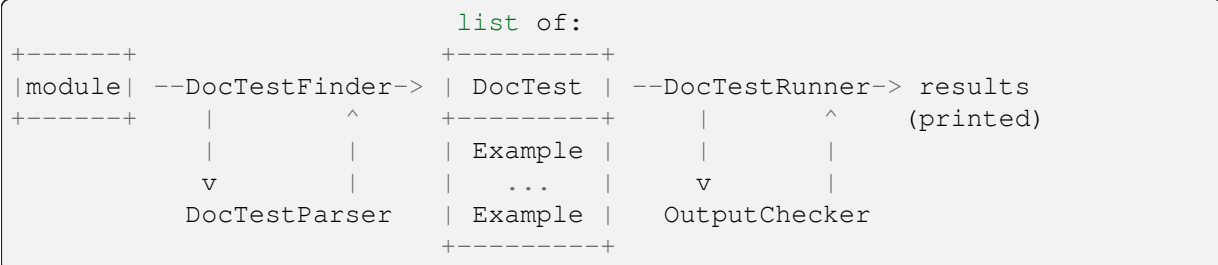 list of:
+------+                   +---------+
|module| --DocTestFinder-> | DocTest | --DocTestRunner-> results
+------+    |        ^     +---------+     |       ^    (printed)
            |        |     | Example |     |       |
            v        |     |   ...   |     v       |
           DocTestParser   | Example |   OutputChecker
                           +---------+